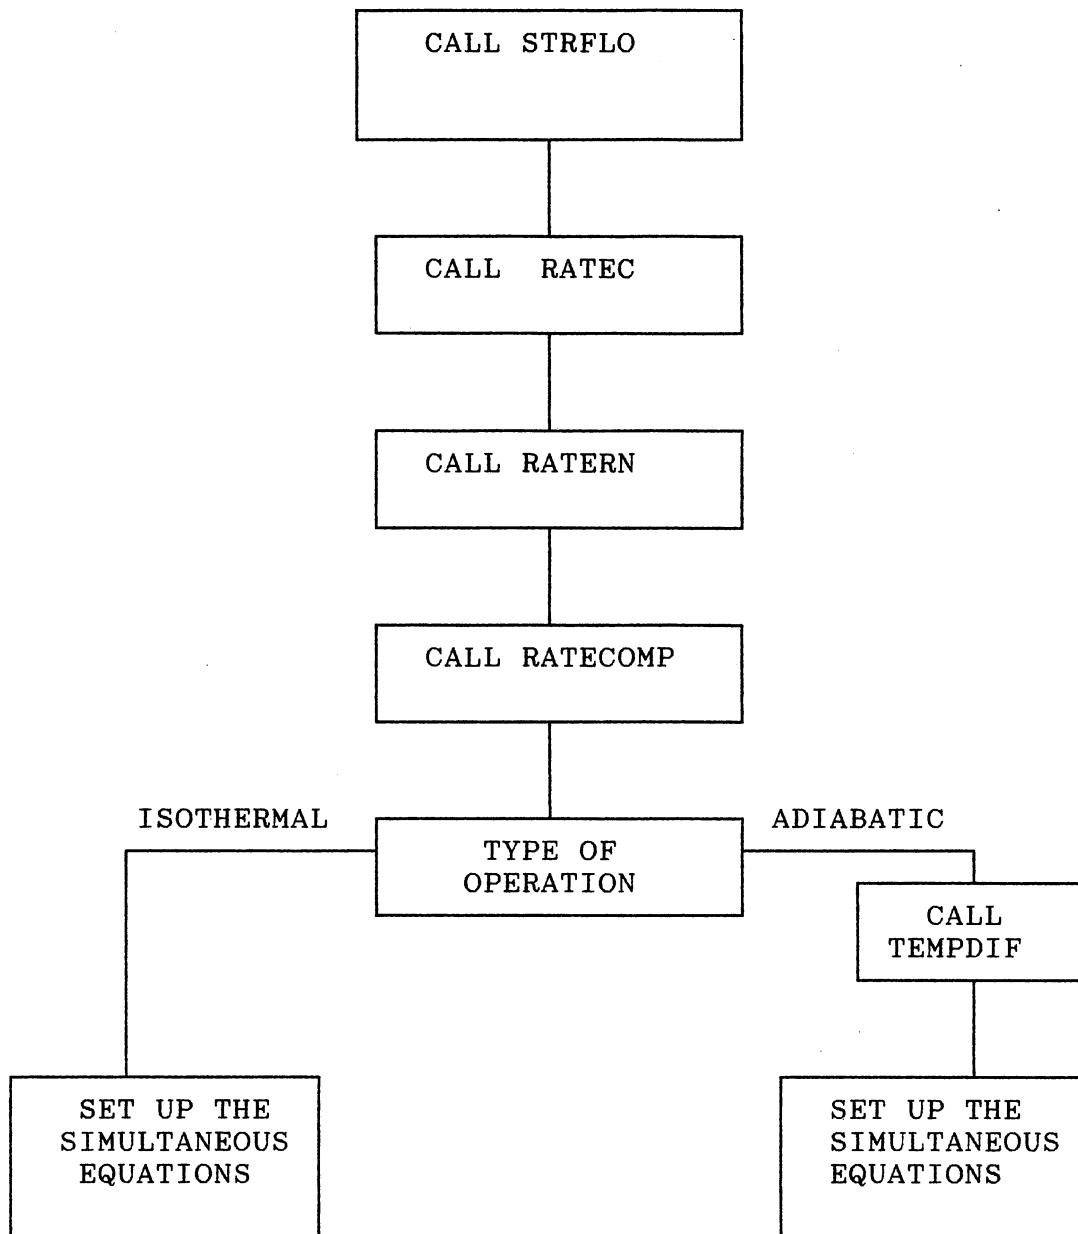 CALL STRFLO
CALL RATEC
CALL RATERN
CALL RATECOMP
ISOTHERMAL
TYPE OF
OPERATION
ADIABATIC
CALL
TEMPDIF
SET UP THE
SIMULTANEOUS
EQUATIONS
SET UP THE
SIMULTANEOUS
EQUATIONS